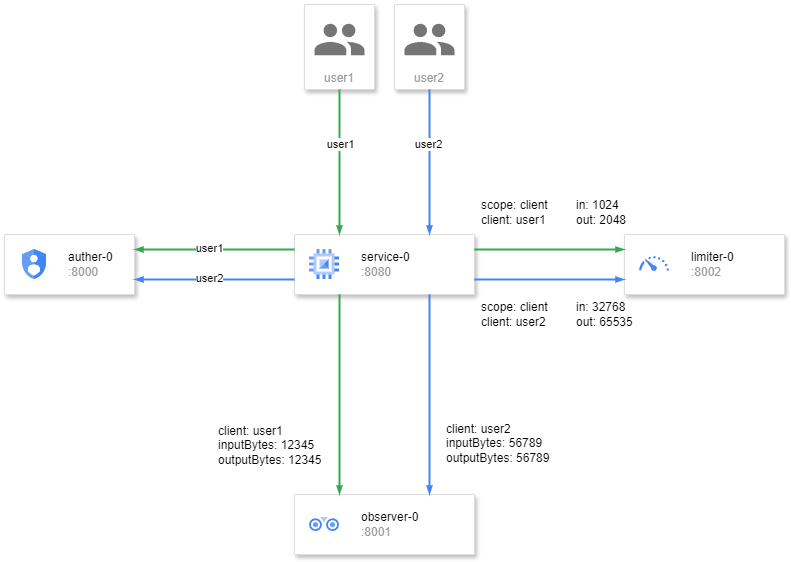 user1
user2
user1
user2
scope: client in: 1024
client: user1 out: 2048
auther-0
:8000
user1
user2
service-0
:8080
limiter-0
:8002
scope: client in: 32768
client: user2 out: 65535
client: user1
inputBytes: 12345
outputBytes: 12345
client: user2
inputBytes: 56789
outputBytes: 56789
observer-0
:8001